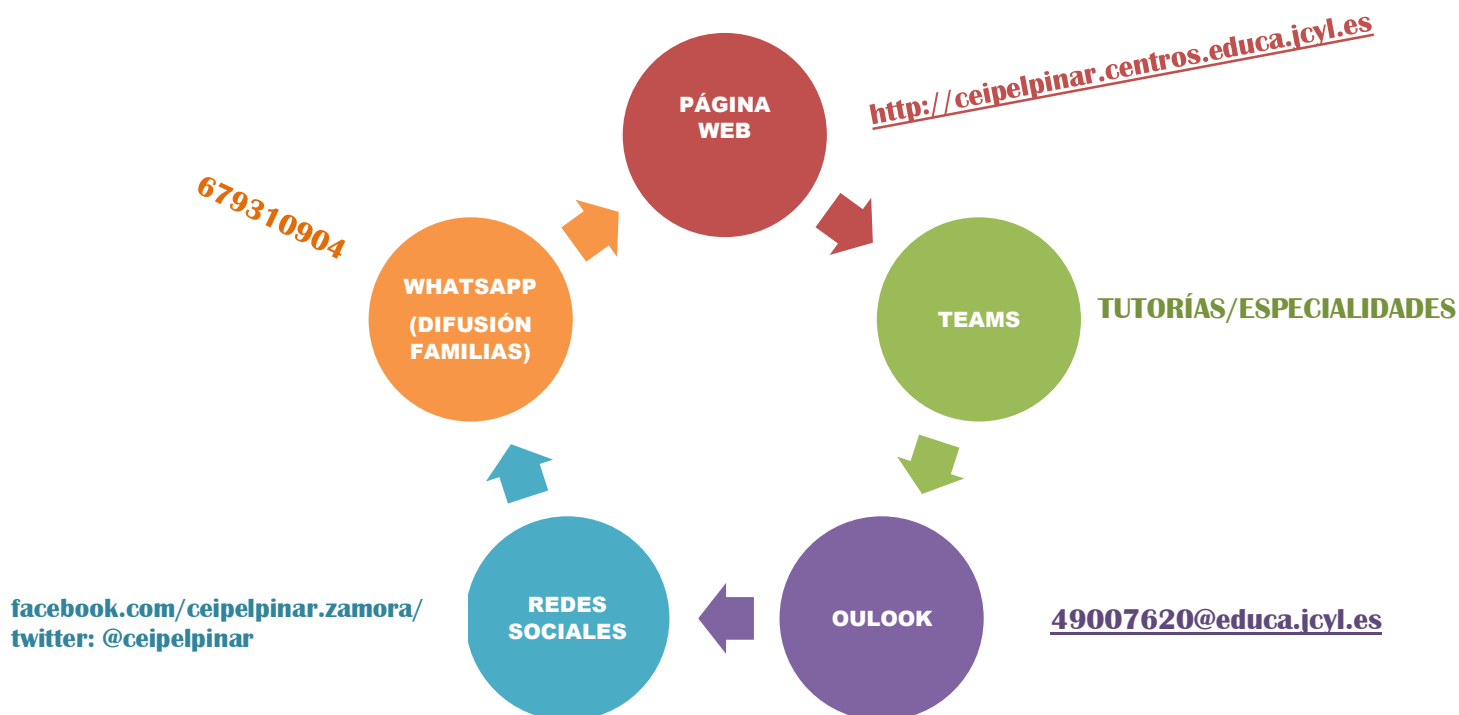 PÁGINA
WEB
http://ceipelpinar.centros.educa.jcyl.es
TEAMS
TUTORÍAS/ESPECIALIDADES
OULOOK
49007620@educa.jcyl.es
REDES
SOCIALES
facebook.com/ceipelpinar.zamora/
twitter: @ceipelpinar
WHATSAPP
(DIFUSIÓN
FAMILIAS)
679310904